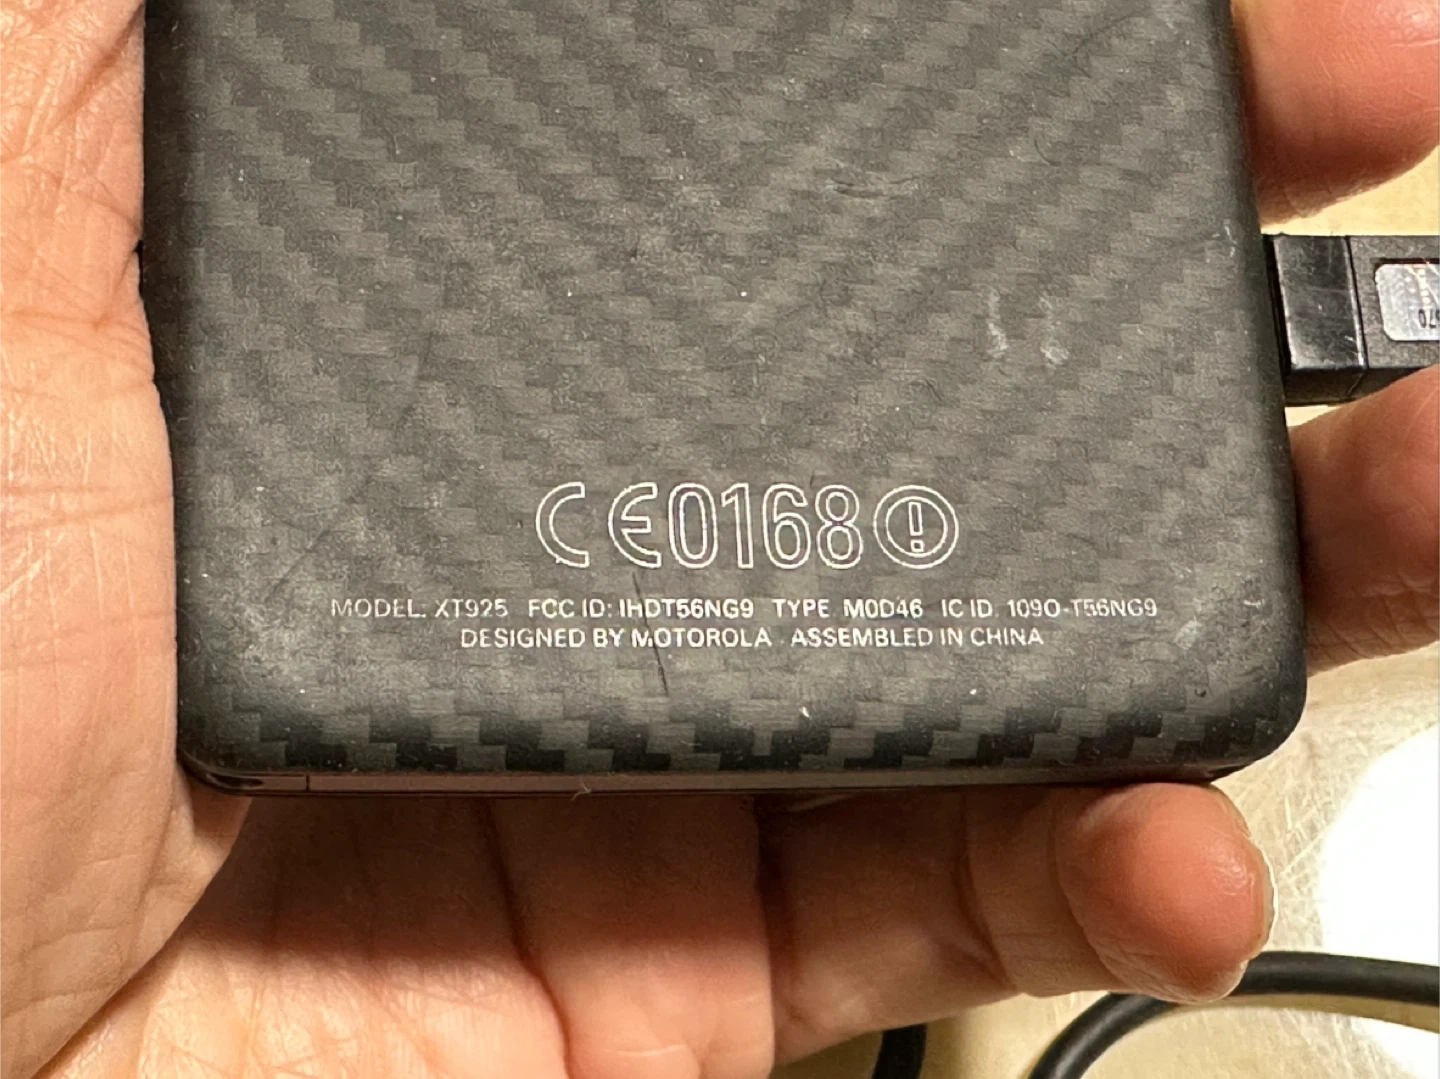 CE0168
MODEL: XT925 FCC ID: IHDT56NG9 TYPE M0D46 IC ID: 109O-T56NG9
DESIGNED BY MOTOROLA ASSEMBLED IN CHINA